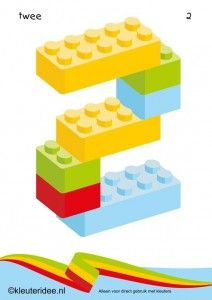 twee 2
©kleuteridee.nl
Alleen voor direct gebruik met kleuters